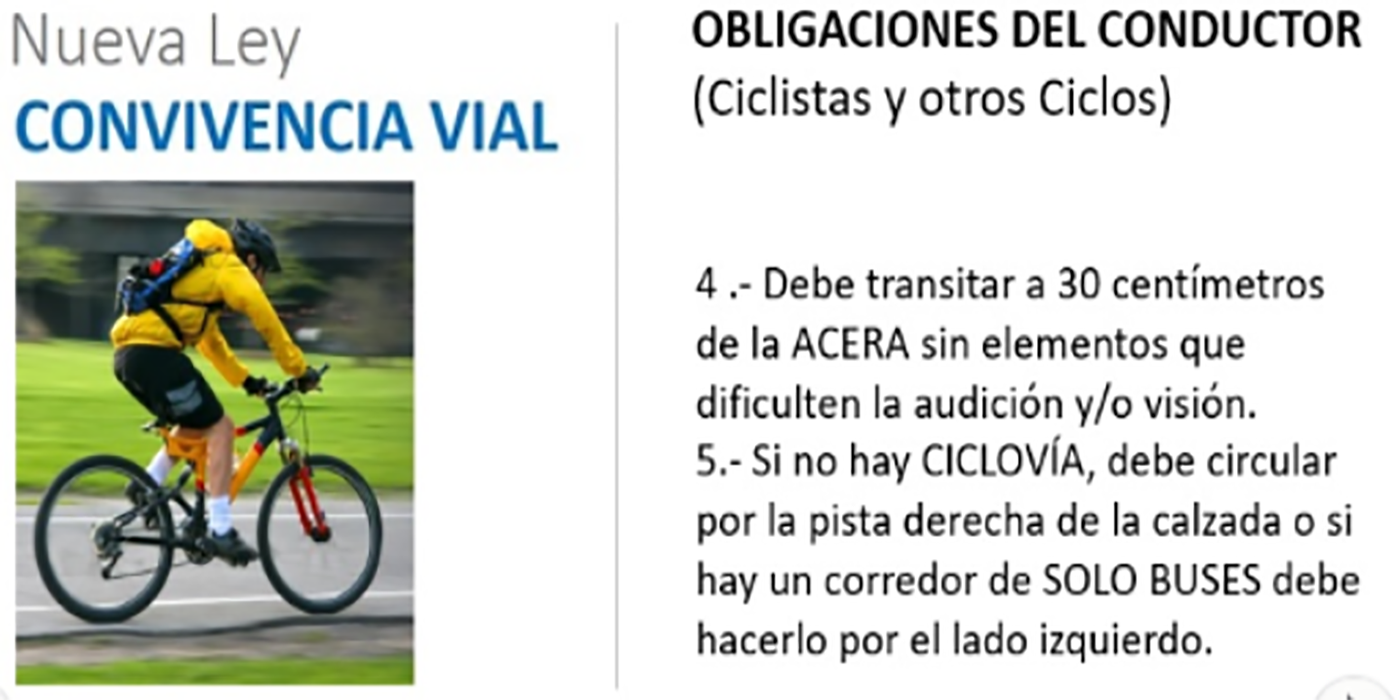 Nueva Ley
CONVIVENCIA VIAL
OBLIGACIONES DEL CONDUCTOR
(Ciclistas y otros Ciclos)
4 .- Debe transitar a 30 centímetros
de la ACERA sin elementos que
dificulten la audición y/o visión.
5.- Si no hay CICLOVÍA, debe circular
por la pista derecha de la calzada o si
hay un corredor de SOLO BUSES debe
hacerlo por el lado izquierdo.